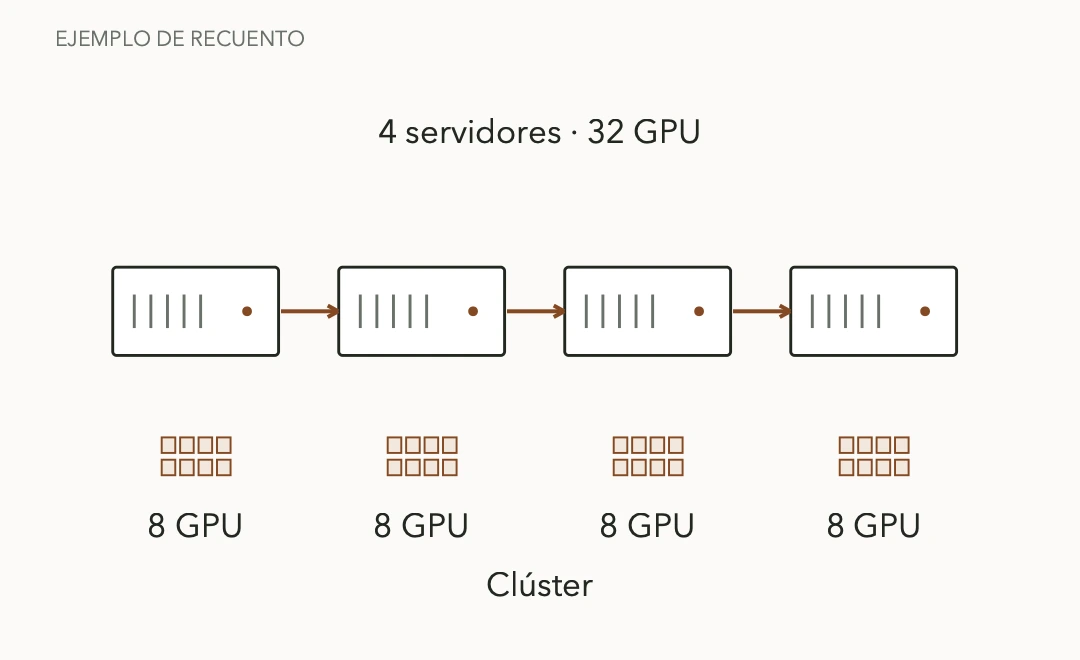 EJEMPLO DE RECUENTO
4 servidores · 32 GPU
8 GPU
8 GPU
8 GPU
8 GPU
Clúster